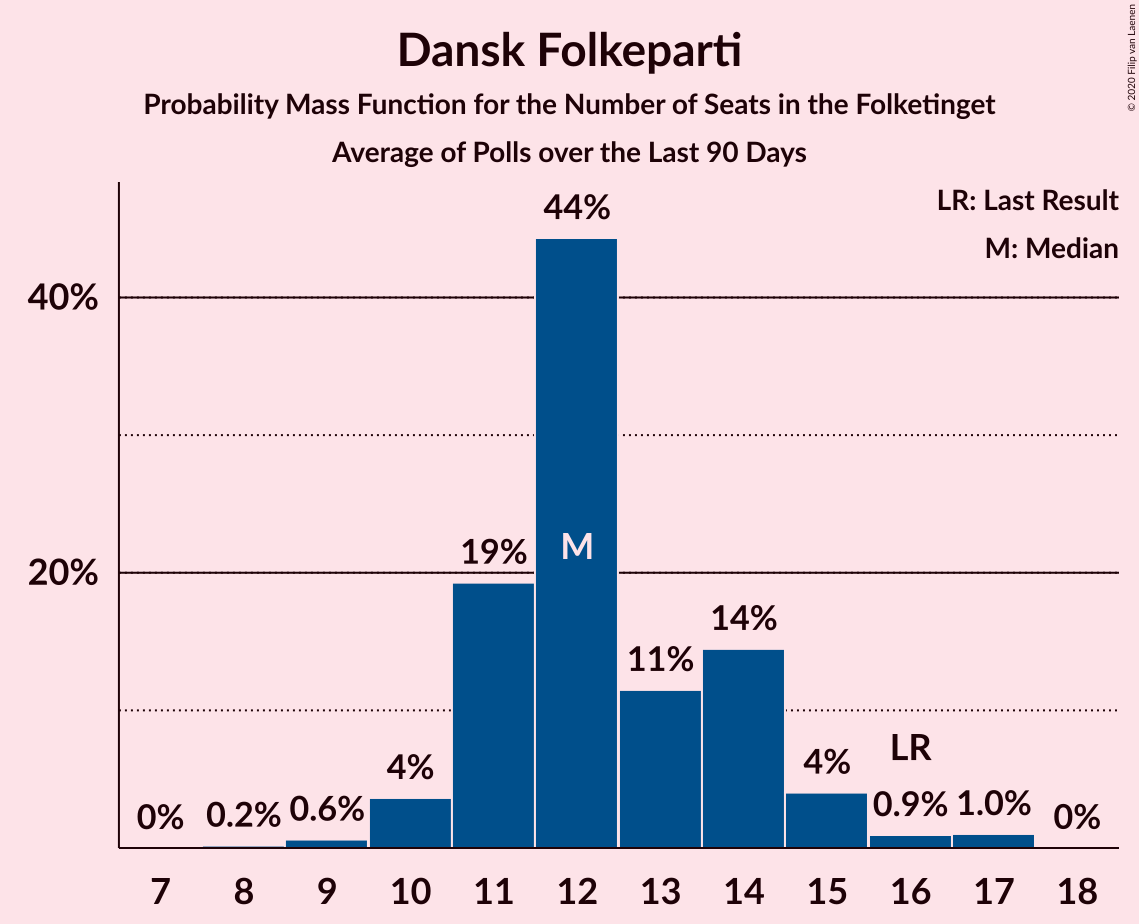 Dansk Folkeparti
Probability Mass Function for the Number of Seats in the Folketinget
Average of Polls over the Last 90 Days
© 2020 Filip van Laenen
LR: Last Result
M: Median
40%
20%
0%
0.2%
0.6%
4%
19%
44%
M
11%
14%
4%
LR
0.9%
1.0%
0%
7 8 9 10 11 12 13 14 15 16 17 18